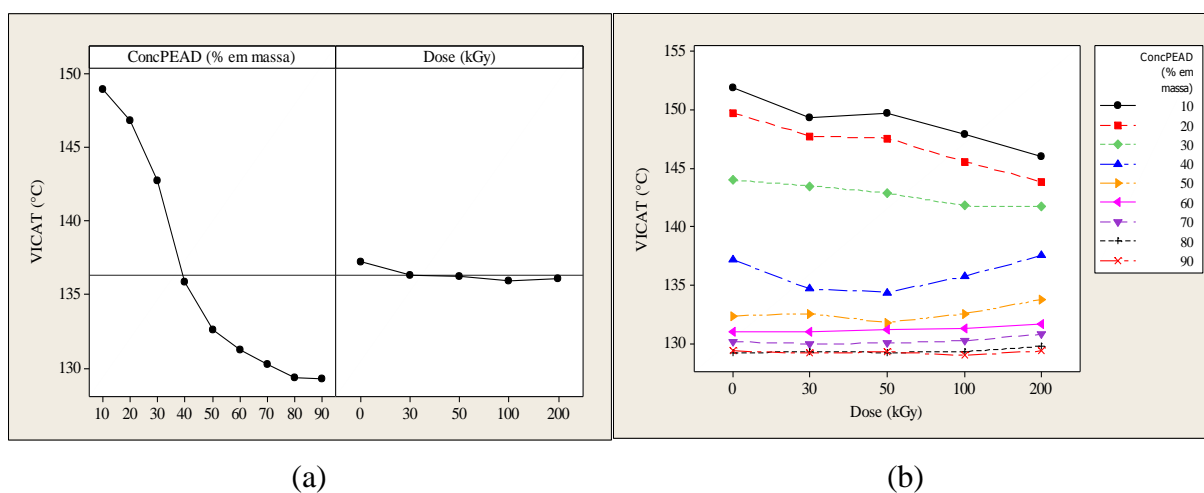 ConcPEAD (% em massa) Dose (kGy)
VICAT (°C)
150
145
140
135
130
10 20 30 40 50 60 70 80 90 0 30 50 100 200
(a)
155
150
145
140
135
130
VICAT (°C)
0 30 50 100 200
Dose (kGy)
ConcPEAD
(% em
massa)
10
20
30
40
50
60
70
80
90
(b)